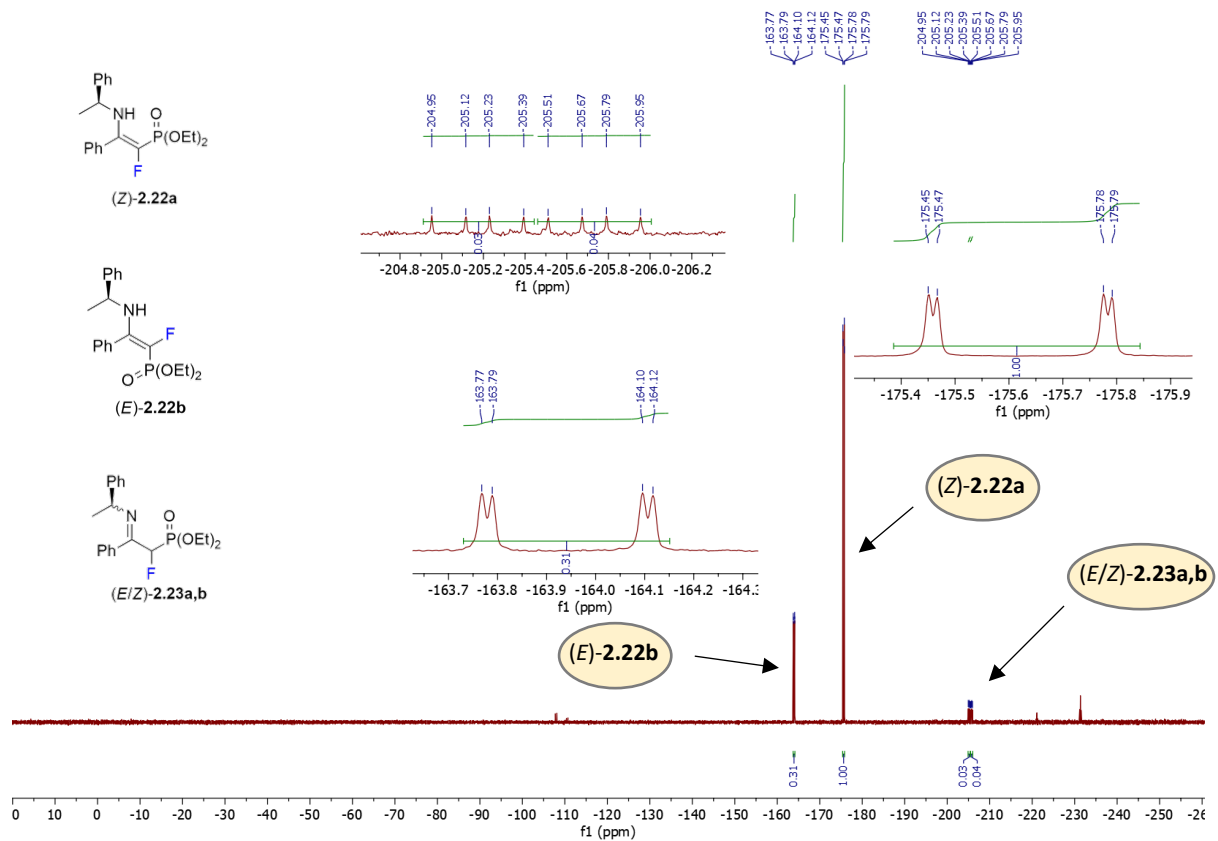 Ph
NH
O
P(OEt)2
Ph
F
(Z)-2.22a
Ph
NH
F
Ph
P(OEt)2
O
(E)-2.22b
Ph
N
O
P(OEt)2
Ph
F
(E/Z)-2.23a,b
-204.95
-205.12
-205.23
-205.39
-205.51
-205.67
-205.79
-205.95
0.03
0.04
-204.8 -205.0 -205.2 -205.4 -205.6 -205.8 -206.0 -206.2
f1 (ppm)
-163.77
-163.79
-164.10
-164.12
-175.45
-175.47
-175.78
-175.79
-204.95
-205.12
-205.23
-205.39
-205.51
-205.67
-205.79
-205.95
-175.45
-175.47
-175.78
-175.79
1.00
-175.5 -175.6 -175.7 -175.8 -175.9
f1 (ppm)
-163.77
-163.79
-164.10
-164.12
0.31
-163.7 -163.8 -163.9 -164.0 -164.1 -164.2 -164.3
f1 (ppm)
(Z)-2.22a
(E/Z)-2.23a,b
(E)-2.22b
0.31
1.00
0.03
0.04
0 10 0 -10 -20 -30 -40 -50 -60 -70 -80 -90 -100 -110 -120 -130 -140 -150 -160 -170 -180 -190 -200 -210 -220 -230 -240 -250 -26
f1 (ppm)